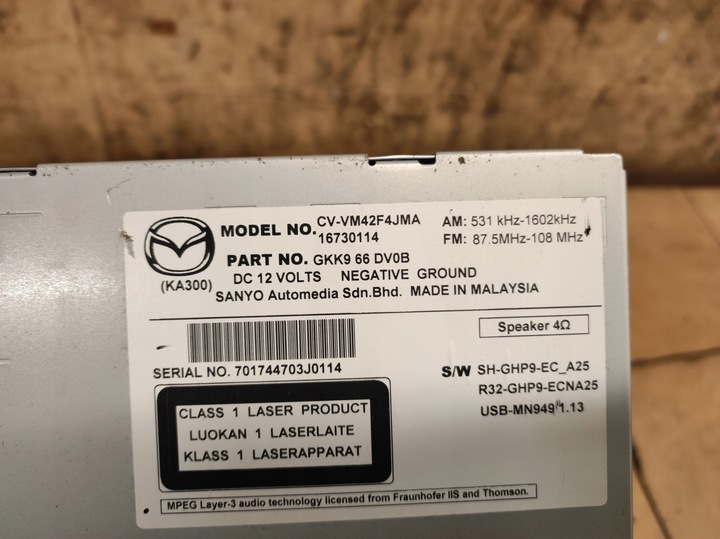 MODEL NO. CV-VM42F4JMA
16730114
AM: 531 kHz-1602kHz
FM: 87.5MHz-108 MHz
(KA300)
PART NO. GKK9 66 DV0B
DC 12 VOLTS NEGATIVE GROUND
SANYO Automedia Sdn.Bhd. MADE IN MALAYSIA
Speaker 4Ω
SERIAL NO. 701744703J0114
S/W SH-GHP9-EC_A25
R32-GHP9-ECNA25
USB-MN949/1.13
CLASS 1 LASER PRODUCT
LUOKAN 1 LASERLAITE
KLASS 1 LASERAPPARAT
MPEG Layer-3 audio technology licensed from Fraunhofer IIS and Thomson.